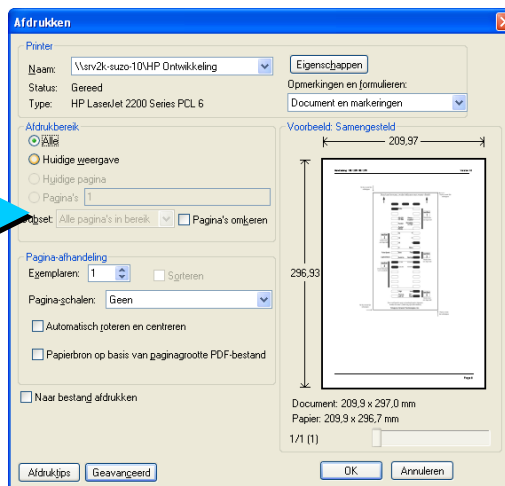 Afdrukken
Printer
Naam: \\srv2k-suzo-10\HP Ontwikkeling
Eigenschappen
Status: Gereed
Opmerkingen en formulieren:
Type: HP LaserJet 2200 Series PCL 6
Document en markeringen
Afdrukbereik
Alle
Huidige weergave
Huidige pagina
Pagina's 1
Subset: Alle pagina's in bereik
Pagina's omkeren
Pagina-afhandeling
Exemplaren: 1
Sorteren
Pagina-schalen: Geen
Automatisch roteren en centreren
Papierbron op basis van paginagrootte PDF-bestand
Naar bestand afdrukken
Voorbeeld: Samengesteld
209,97
296,93
Document: 209,9 x 297,0 mm
Papier: 209,9 x 296,7 mm
1/1 (1)
Afdruktips
Geavanceerd
OK
Annuleren